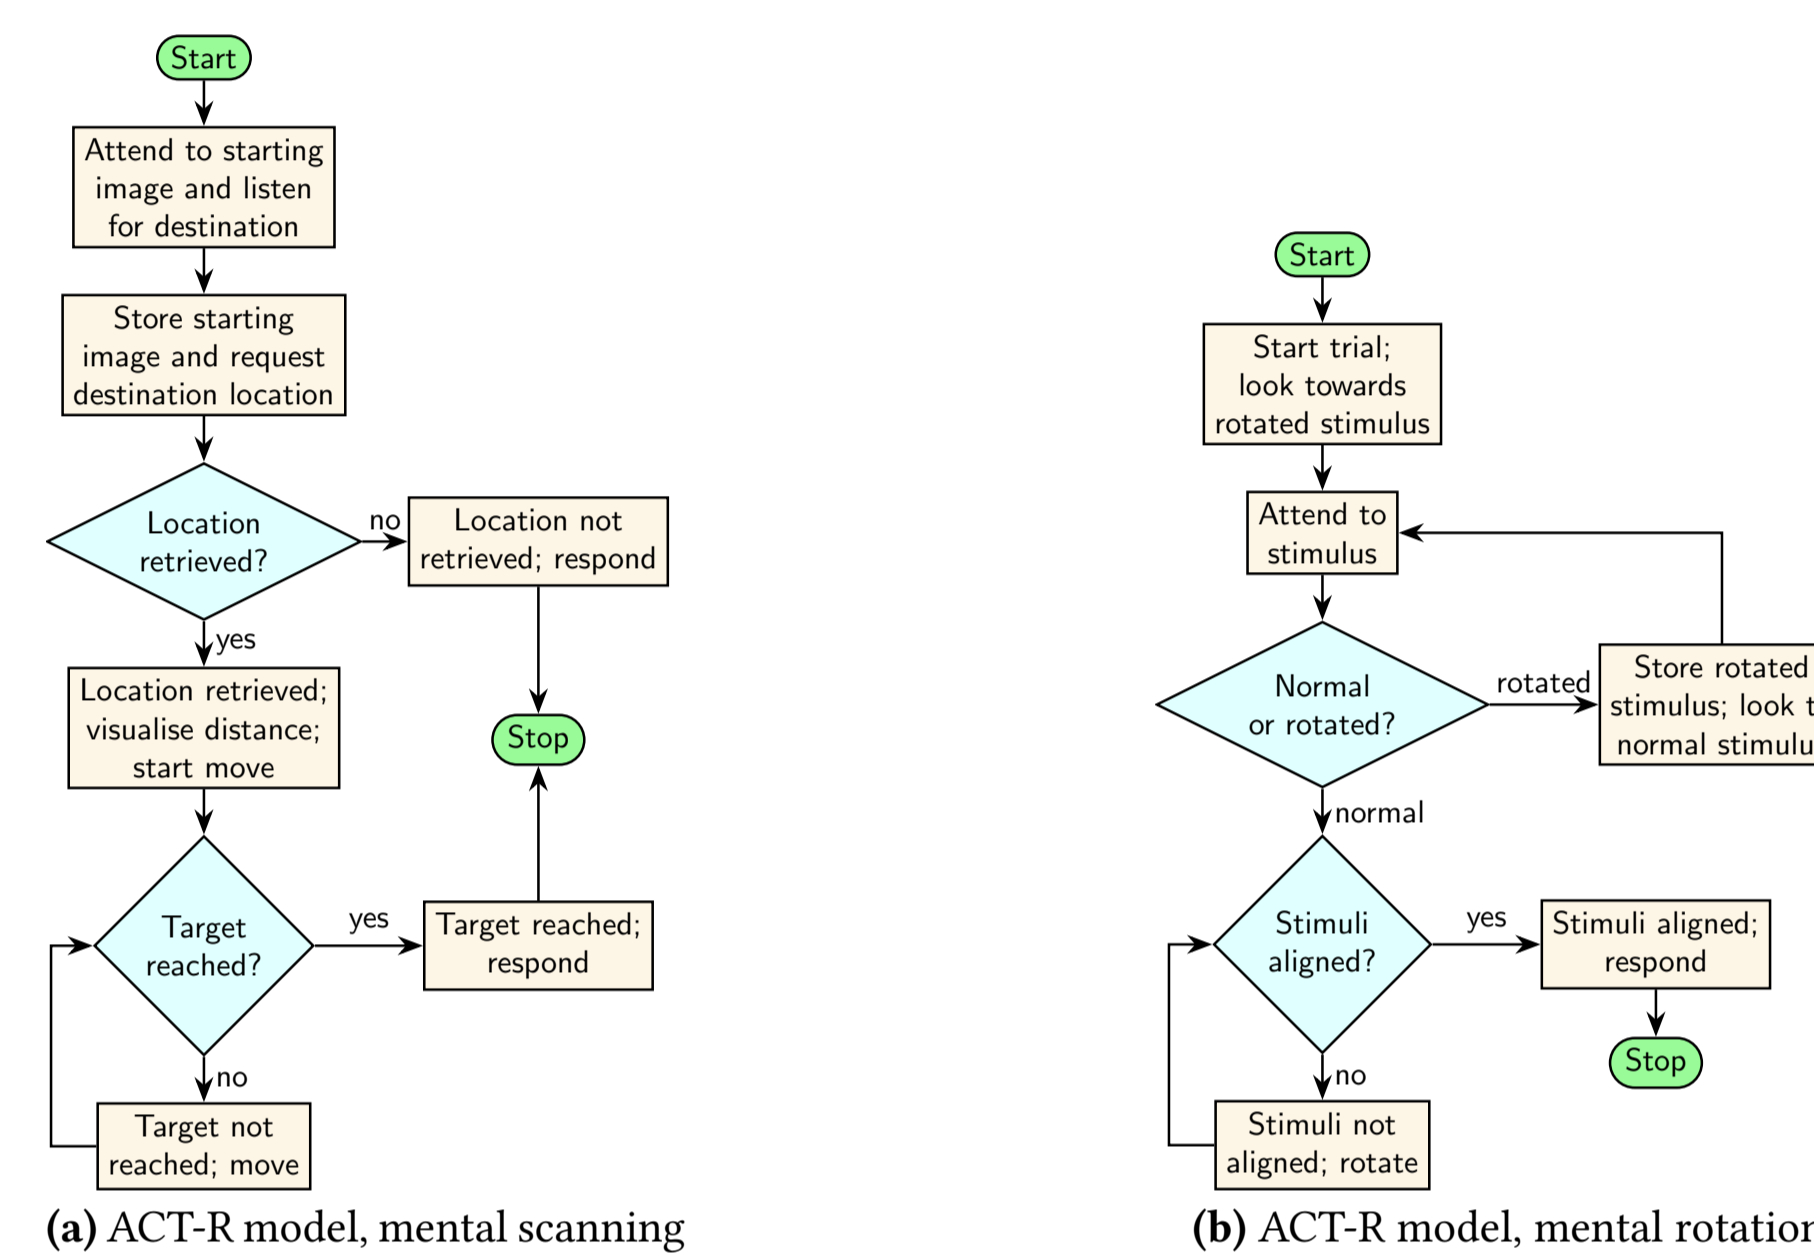 Start
Attend to starting
image and listen
for destination
Store starting
image and request
destination location
Location
retrieved?
no
Location not
retrieved; respond
yes
Location retrieved;
visualise distance;
start move
Stop
Target
reached?
yes
Target reached;
respond
no
Target not
reached; move
(a) ACT-R model, mental scanning
Start
Start trial;
look towards
rotated stimulus
Attend to
stimulus
Normal
or rotated?
rotated
Store rotated
stimulus; look
normal
normal
Stimuli
aligned?
yes
Stimuli aligned;
respond
Stop
no
Stimuli not
aligned; rotate
(b) ACT-R model, mental